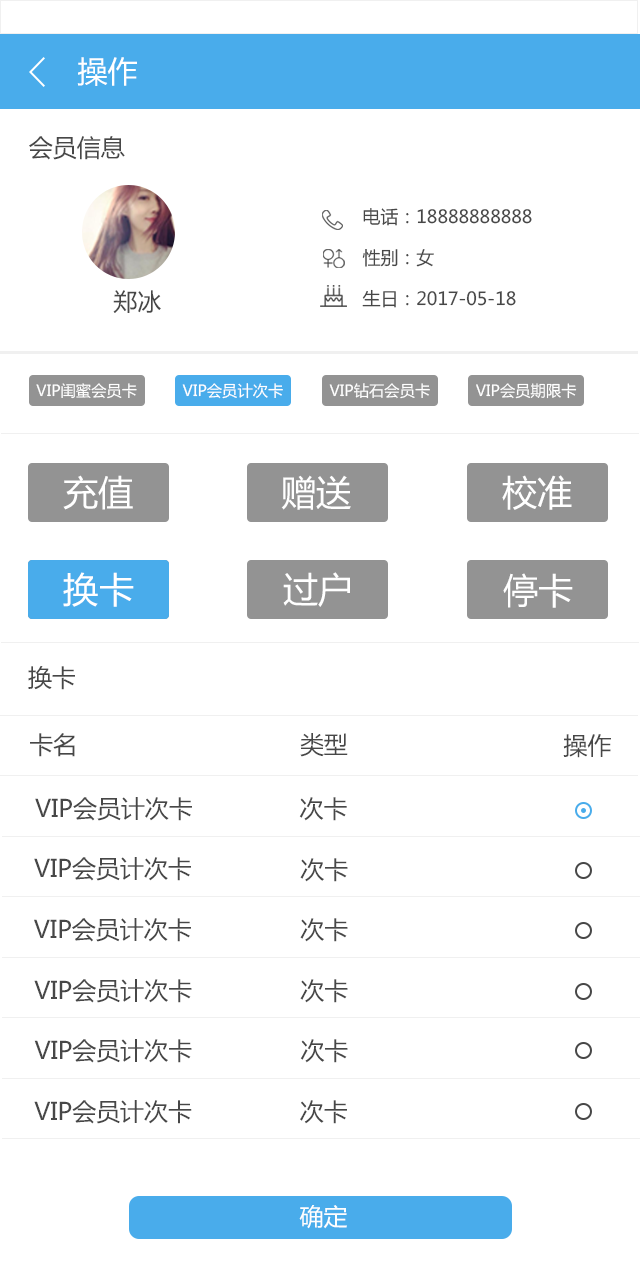 操作
会员信息
郑冰
电话：18888888888
性别：女
生日：2017-05-18
VIP闺蜜会员卡 VIP会员计次卡 VIP钻石会员卡 VIP会员期限卡
充值 赠送 校准
换卡 过户 停卡
换卡
卡名 类型 操作
VIP会员计次卡 次卡
VIP会员计次卡 次卡
VIP会员计次卡 次卡
VIP会员计次卡 次卡
VIP会员计次卡 次卡
VIP会员计次卡 次卡
确定